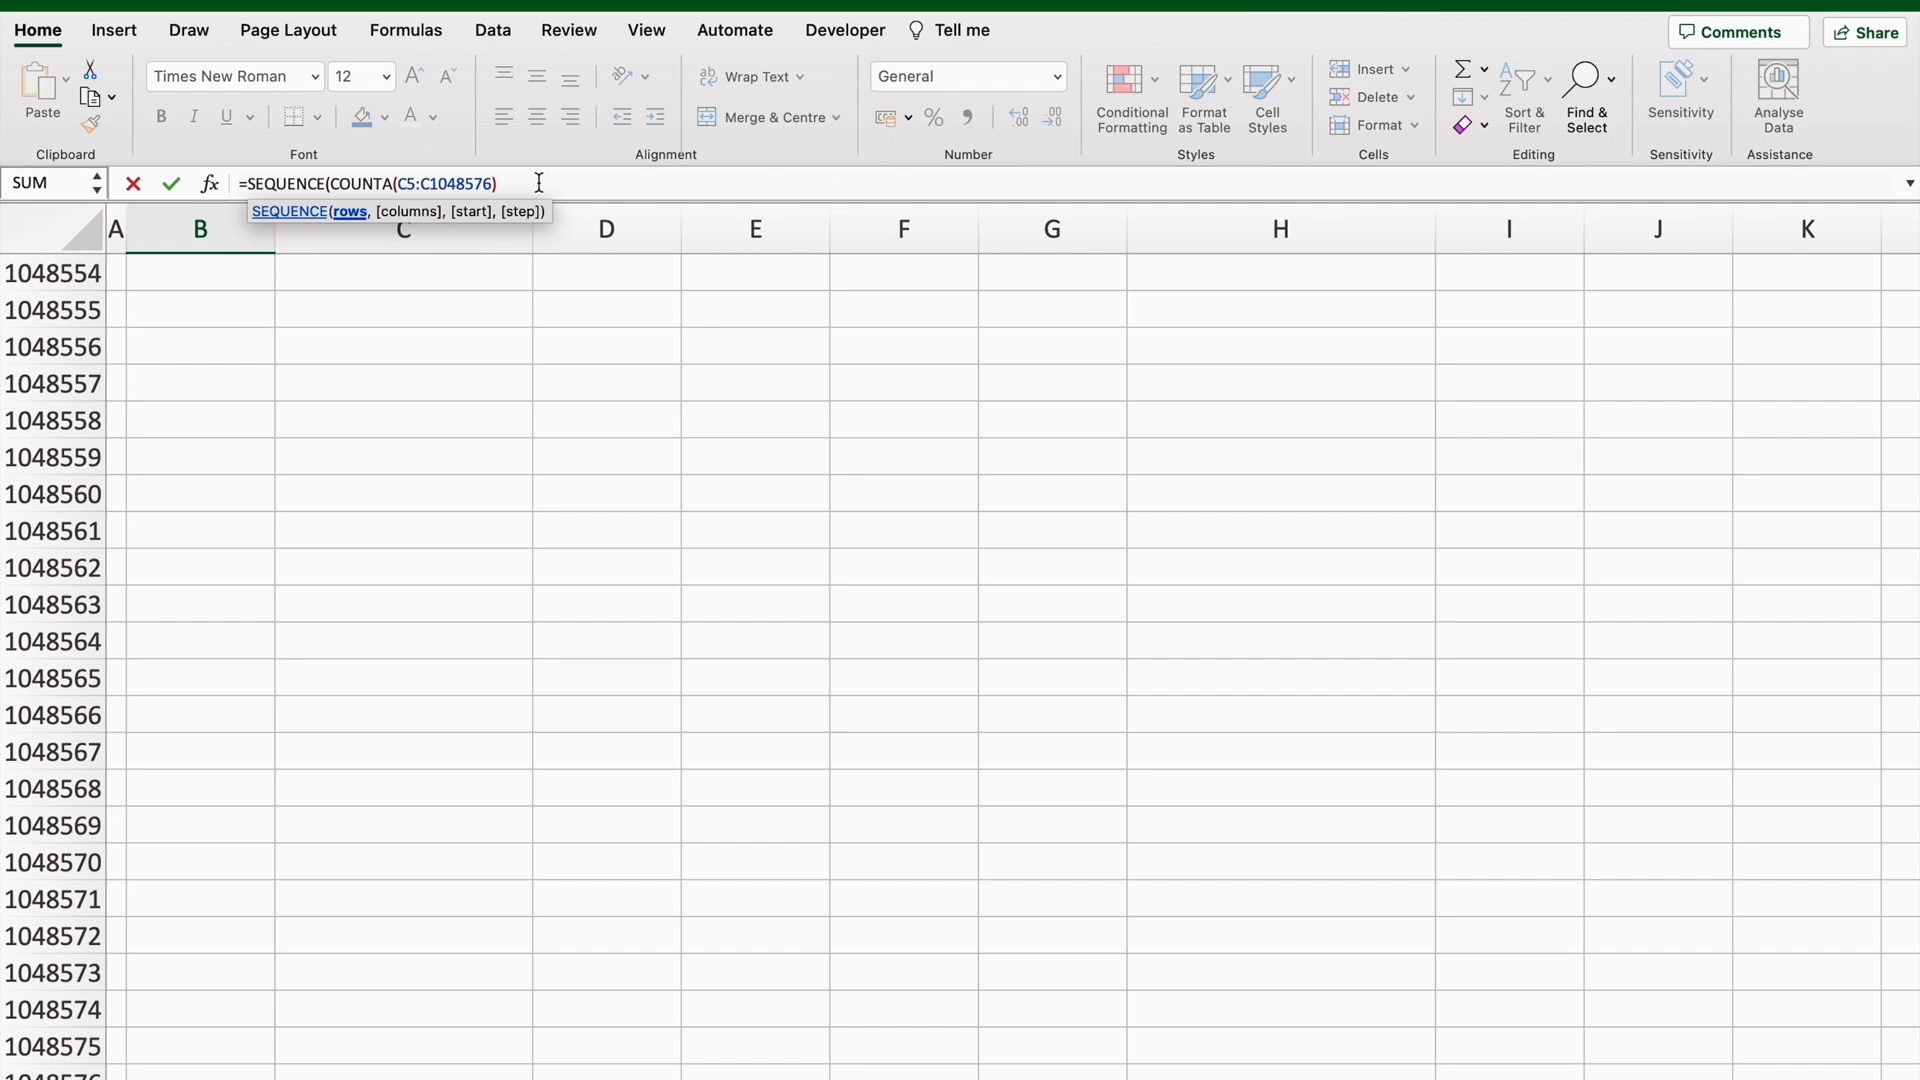 Home Insert Draw Page Layout Formulas Data Review View Automate Developer Tell me Comments Share
Times New Roman 12 Wrap Text General Insert
Delete
Paste B I U Merge & Centre % Conditional Formatting Format as Table Cell Styles Format Sort & Filter Find & Select Sensitivity Analyse Data
Clipboard Font Alignment Number Styles Cells Editing Sensitivity Assistance
SUM fx =SEQUENCE(COUNTA(C5:C1048576)
SEQUENCE(rows, [columns], [start], [step])
A B C D E F G H I J K
1048554
1048555
1048556
1048557
1048558
1048559
1048560
1048561
1048562
1048563
1048564
1048565
1048566
1048567
1048568
1048569
1048570
1048571
1048572
1048573
1048574
1048575
1048576